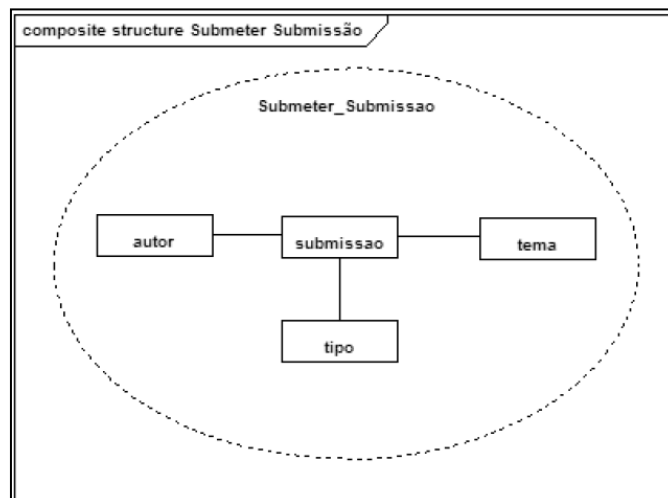 composite structure Submeter Submissão
Submeter_Submissao
autor
submissao
tema
tipo